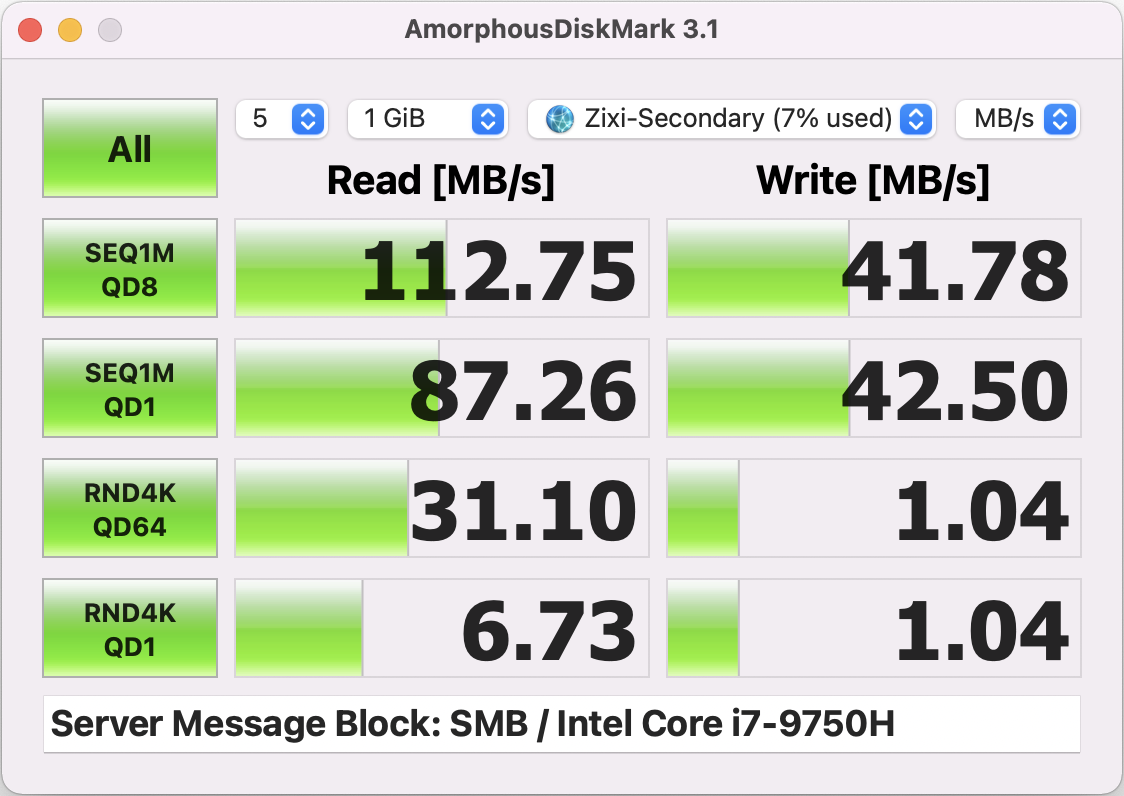 AmorphousDiskMark 3.1
All
5
1 GiB
Zixi-Secondary (7% used)
MB/s
Read [MB/s]
Write [MB/s]
SEQ1M
QD8
112.75
41.78
SEQ1M
QD1
87.26
42.50
RND4K
QD64
31.10
1.04
RND4K
QD1
6.73
1.04
Server Message Block: SMB / Intel Core i7-9750H